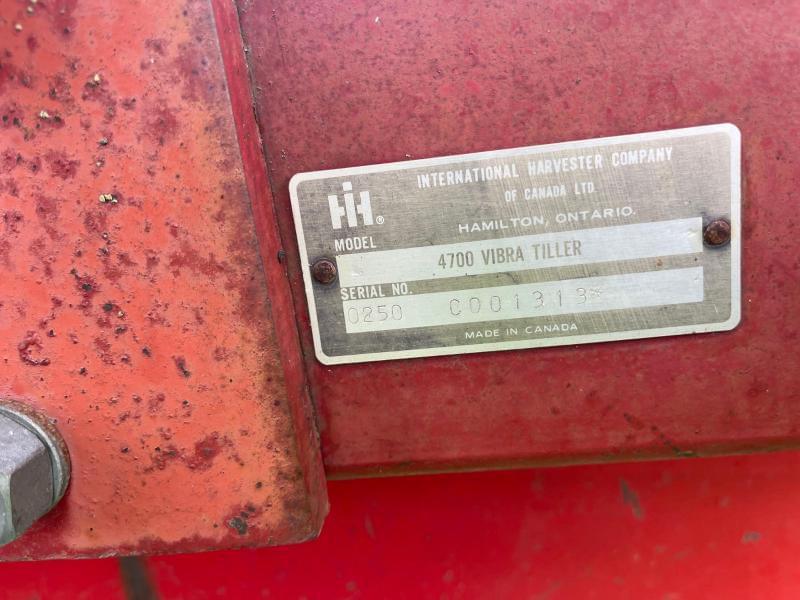 INTERNATIONAL HARVESTER COMPANY
OF CANADA LTD.
HAMILTON, ONTARIO.
IH®
MODEL
4700 VIBRA TILLER
SERIAL NO.
0250 C001313*
MADE IN CANADA